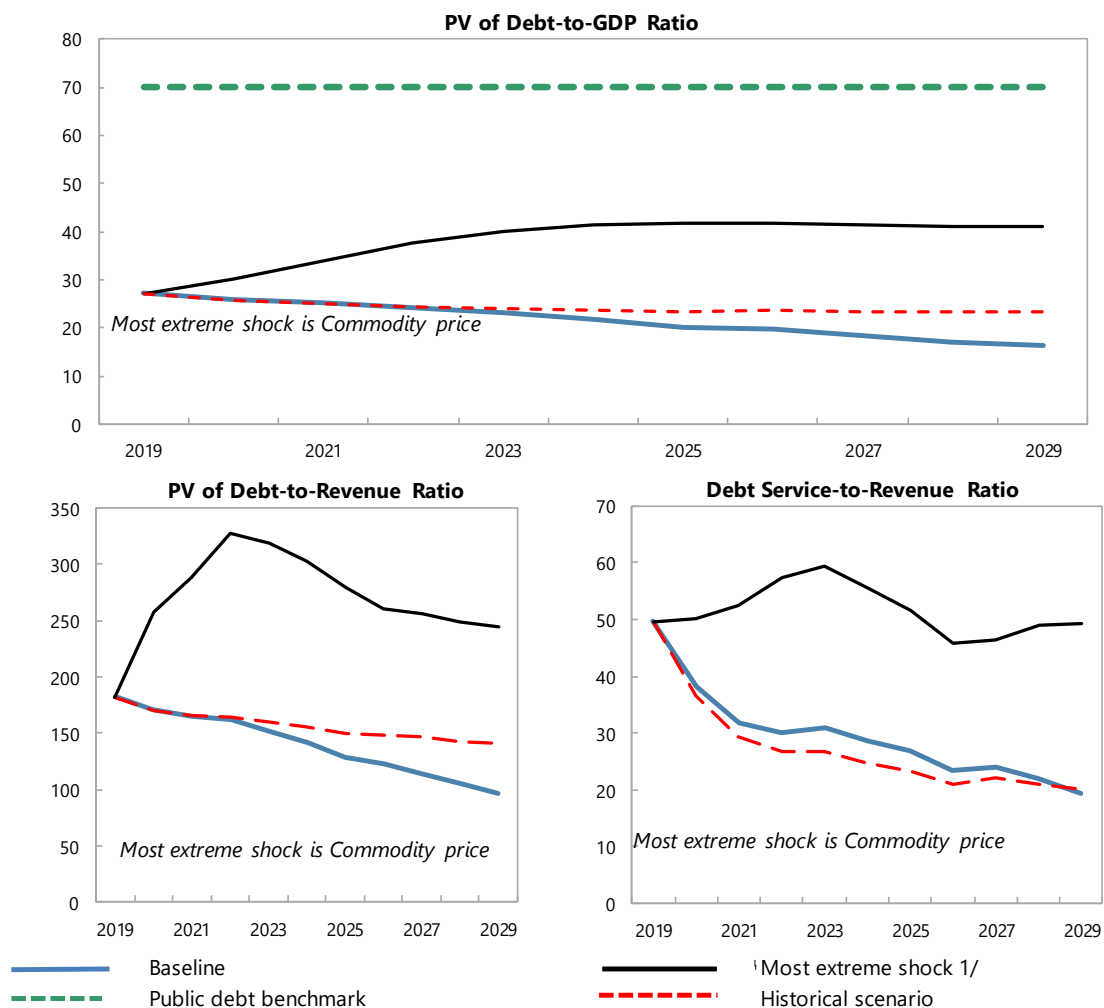 PV of Debt-to-GDP Ratio
80
70
60
50
40
30
20
10
0
Most extreme shock is Commodity price
2019 2021 2023 2025 2027 2029
PV of Debt-to-Revenue Ratio
350
300
250
200
150
100
50
0
Most extreme shock is Commodity price
2019 2021 2023 2025 2027 2029
Debt Service-to-Revenue Ratio
70
60
50
40
30
20
10
0
Most extreme shock is Commodity price
2019 2021 2023 2025 2027 2029
Baseline
Public debt benchmark
Most extreme shock 1/
Historical scenario